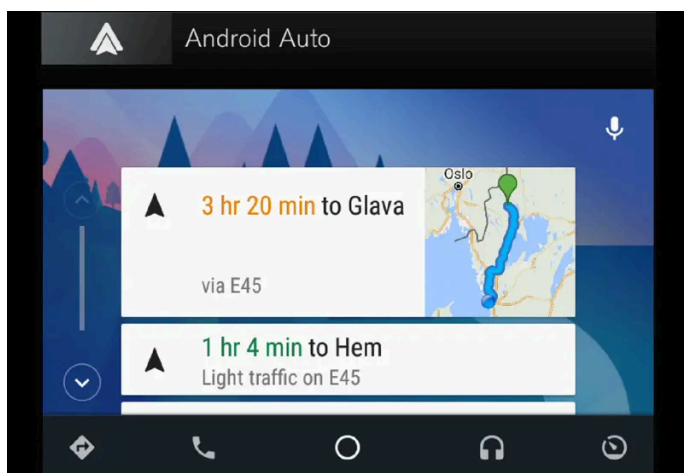 Android Auto
3 hr 20 min to Glava
via E45
Oslo
1 hr 4 min to Hem
Light traffic on E45